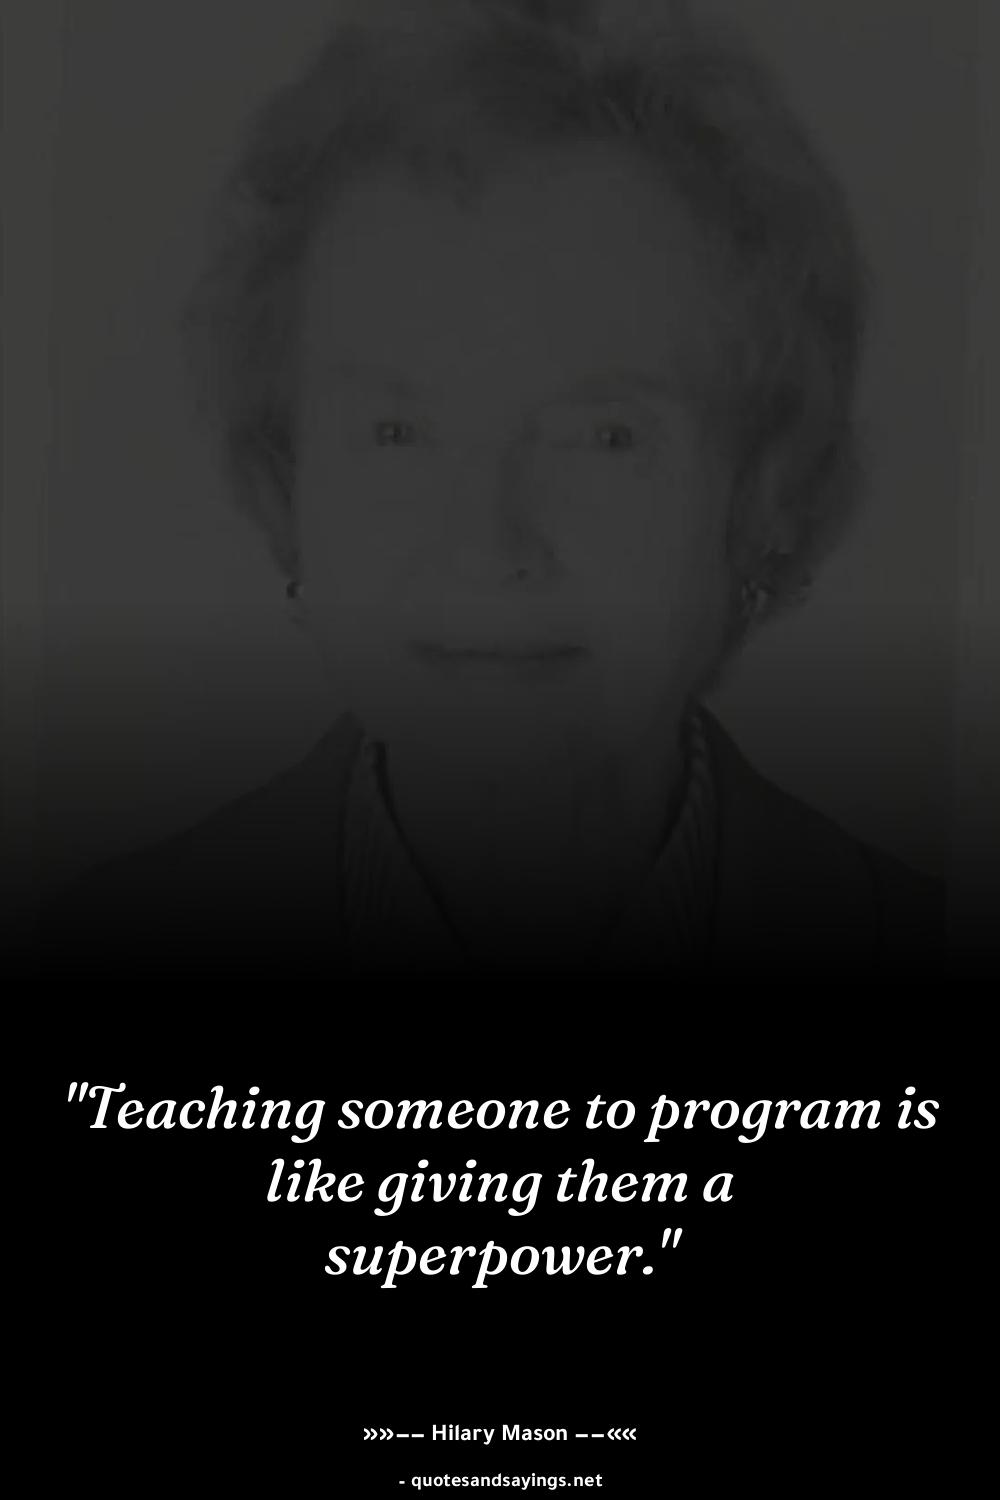 "Teaching someone to program is
like giving them a
superpower."
»»−− Hilary Mason −−««
- quotesandsayings.net